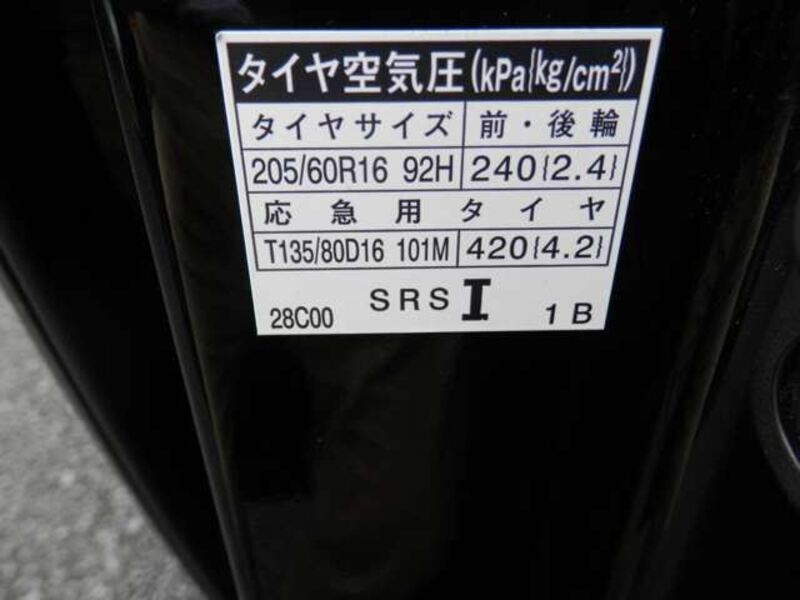 タイヤ空気圧(kPa{kg/cm²})
タイヤサイズ 前・後輪
205/60R16 92H 240{2.4}
応急用タイヤ
T135/80D16 101M 420{4.2}
28C00 SRS I 1B